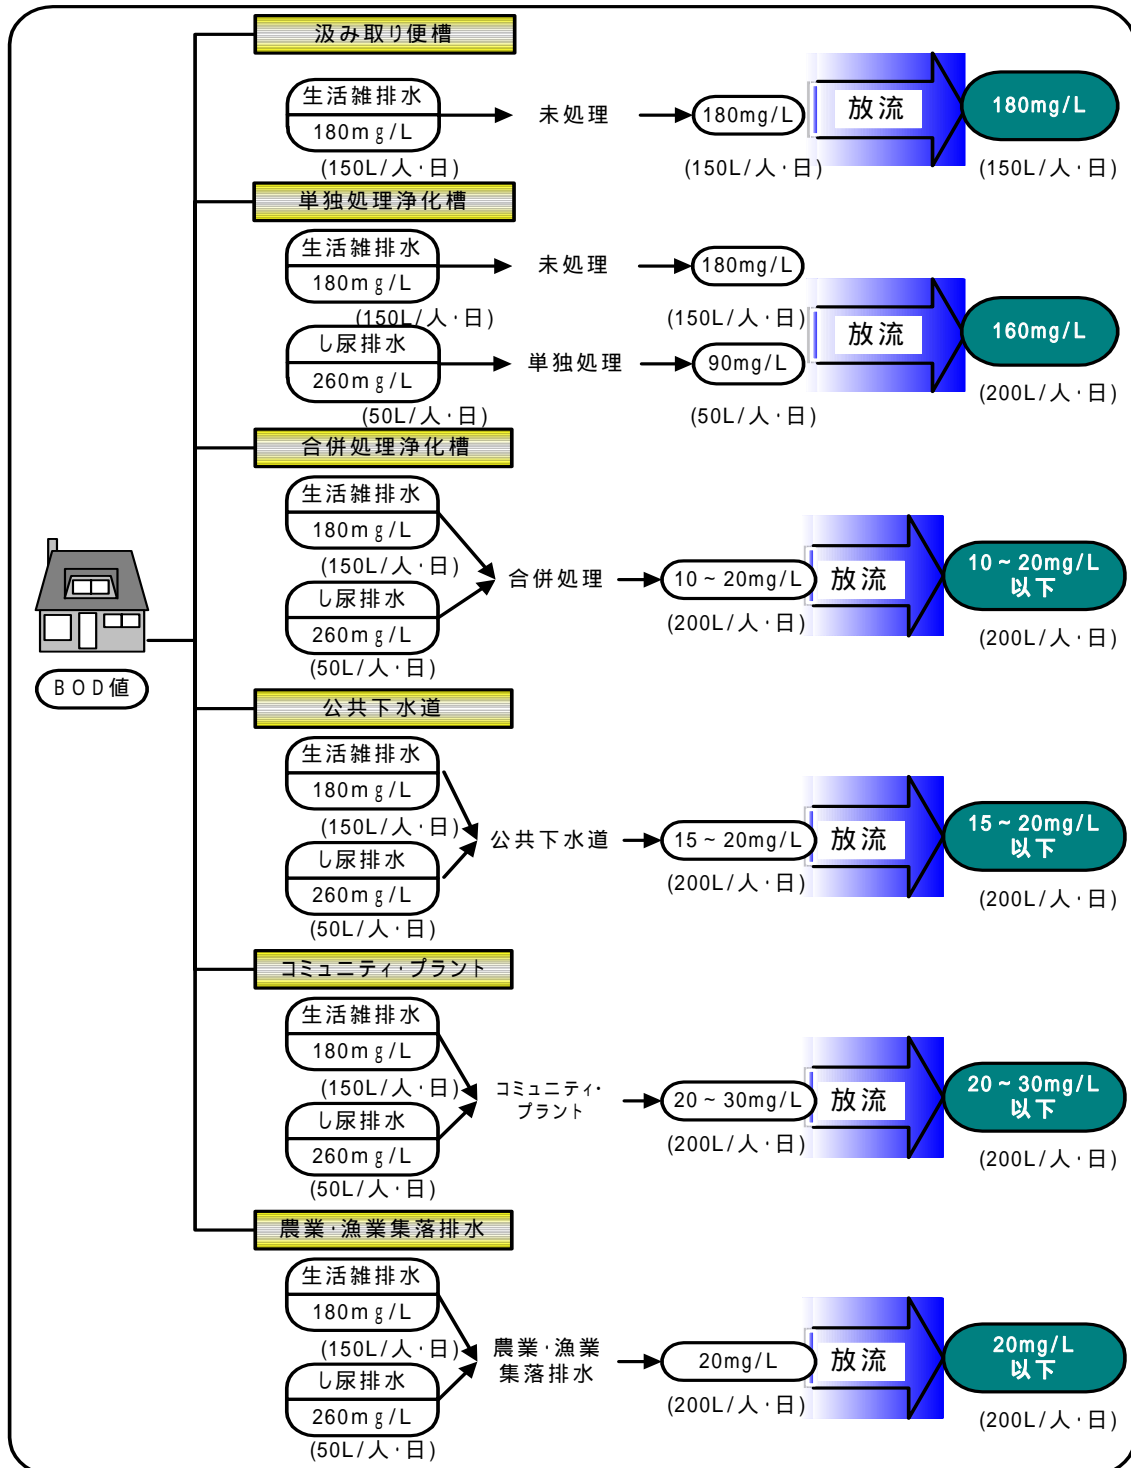 汲み取り便槽
生活雑排水
180mg/L
(150L/人・日)
未処理
180mg/L
(150L/人・日)
放流
180mg/L
(150L/人・日)
単独処理浄化槽
生活雑排水
180mg/L
(150L/人・日)
未処理
180mg/L
(150L/人・日)
し尿排水
260mg/L
(50L/人・日)
単独処理
90mg/L
(50L/人・日)
放流
160mg/L
(200L/人・日)
合併処理浄化槽
生活雑排水
180mg/L
(150L/人・日)
し尿排水
260mg/L
(50L/人・日)
合併処理
10～20mg/L
(200L/人・日)
放流
10～20mg/L
以下
(200L/人・日)
BOD値
公共下水道
生活雑排水
180mg/L
(150L/人・日)
し尿排水
260mg/L
(50L/人・日)
公共下水道
15～20mg/L
(200L/人・日)
放流
15～20mg/L
以下
(200L/人・日)
コミュニティ・プラント
生活雑排水
180mg/L
(150L/人・日)
し尿排水
260mg/L
(50L/人・日)
コミュニティ・
プラント
20～30mg/L
(200L/人・日)
放流
20～30mg/L
以下
(200L/人・日)
農業・漁業集落排水
生活雑排水
180mg/L
(150L/人・日)
し尿排水
260mg/L
(50L/人・日)
農業・漁業
集落排水
20mg/L
(200L/人・日)
放流
20mg/L
以下
(200L/人・日)